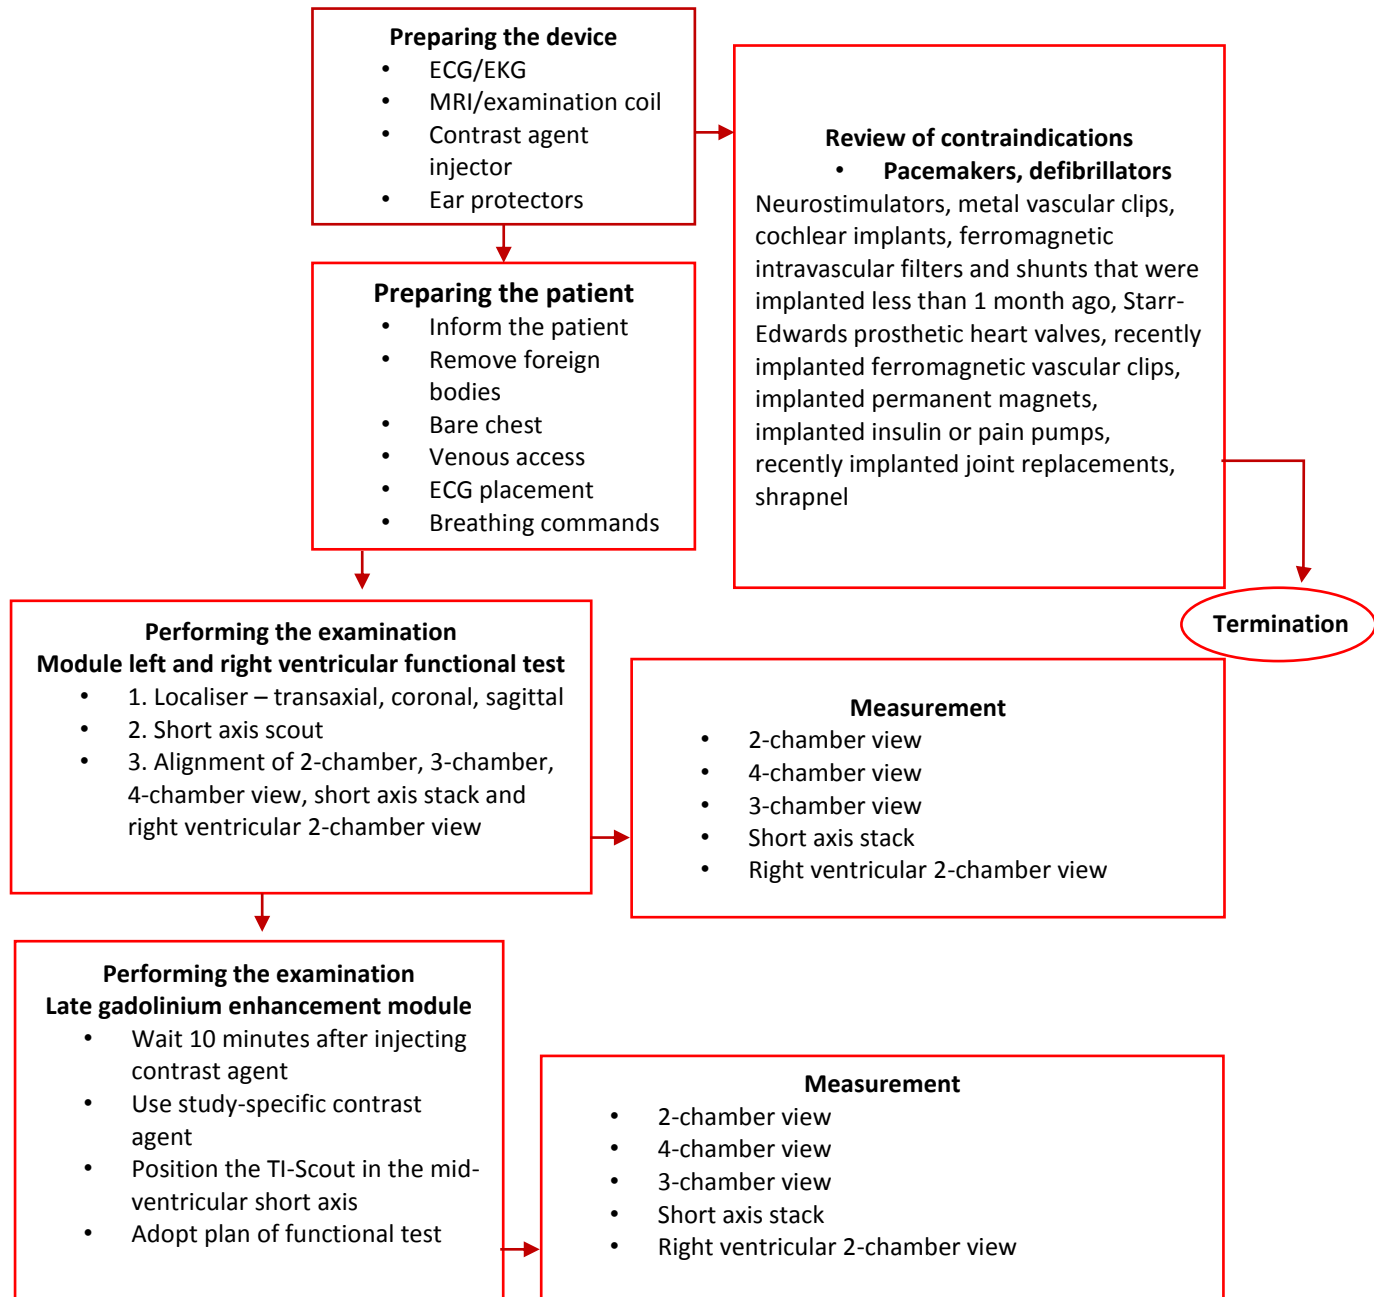 Preparing the device
• ECG/EKG
• MRI/examination coil
• Contrast agent
injector
• Ear protectors
Review of contraindications
• Pacemakers, defibrillators
Neurostimulators, metal vascular clips,
cochlear implants, ferromagnetic
intravascular filters and shunts that were
implanted less than 1 month ago, Starr-
Edwards prosthetic heart valves, recently
implanted ferromagnetic vascular clips,
implanted permanent magnets,
implanted insulin or pain pumps,
recently implanted joint replacements,
shrapnel
Preparing the patient
• Inform the patient
• Remove foreign
bodies
• Bare chest
• Venous access
• ECG placement
• Breathing commands
Termination
Performing the examination
Module left and right ventricular functional test
• 1. Localiser – transaxial, coronal, sagittal
• 2. Short axis scout
• 3. Alignment of 2-chamber, 3-chamber,
4-chamber view, short axis stack and
right ventricular 2-chamber view
Measurement
• 2-chamber view
• 4-chamber view
• 3-chamber view
• Short axis stack
• Right ventricular 2-chamber view
Performing the examination
Late gadolinium enhancement module
• Wait 10 minutes after injecting
contrast agent
• Use study-specific contrast
agent
• Position the TI-Scout in the mid-
ventricular short axis
• Adopt plan of functional test
Measurement
• 2-chamber view
• 4-chamber view
• 3-chamber view
• Short axis stack
• Right ventricular 2-chamber view